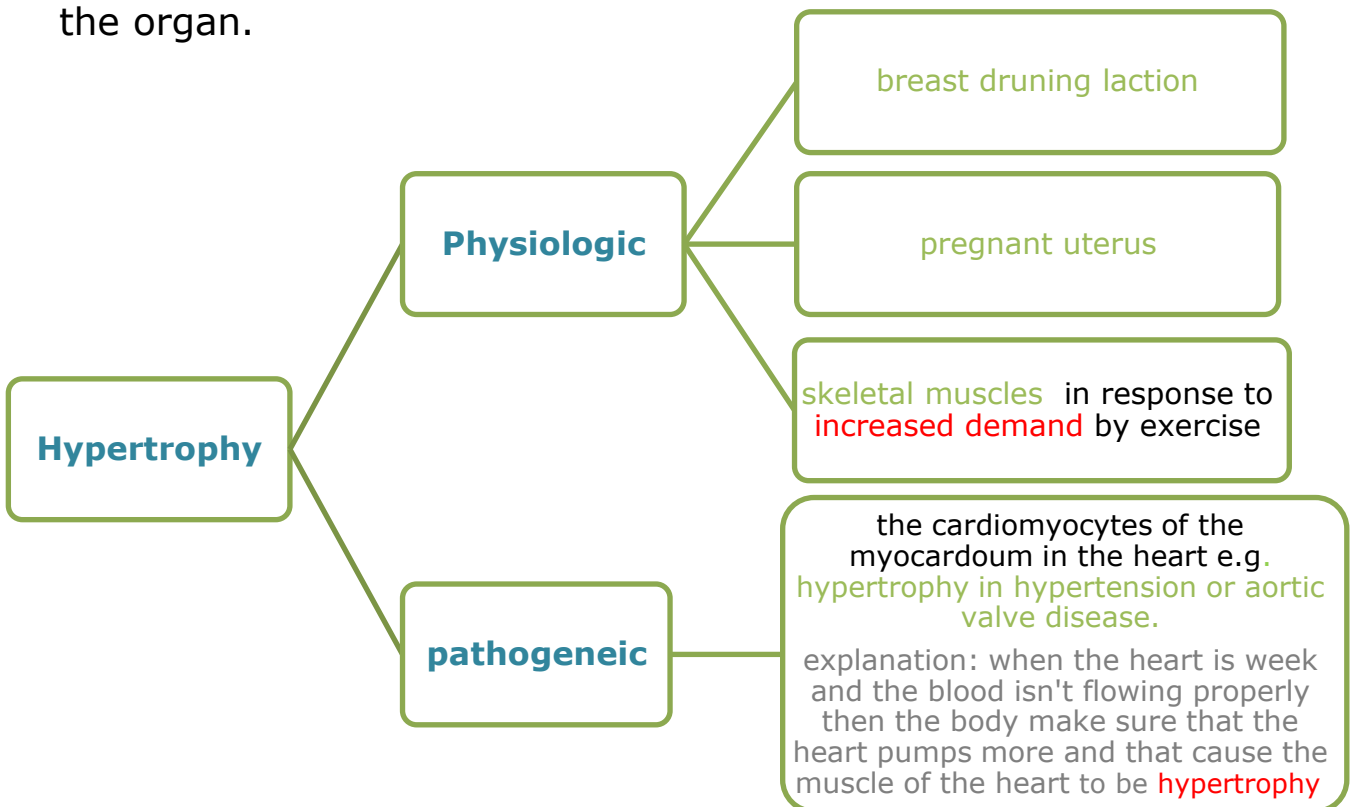 the organ.
breast druning laction
Physiologic
pregnant uterus
skeletal muscles in response to
increased demand by exercise
Hypertrophy
the cardiomyocytes of the
myocardoum in the heart e.g.
hypertrophy in hypertension or aortic
valve disease.
pathogeneic
explanation: when the heart is week
and the blood isn't flowing properly
then the body make sure that the
heart pumps more and that cause the
muscle of the heart to be hypertrophy